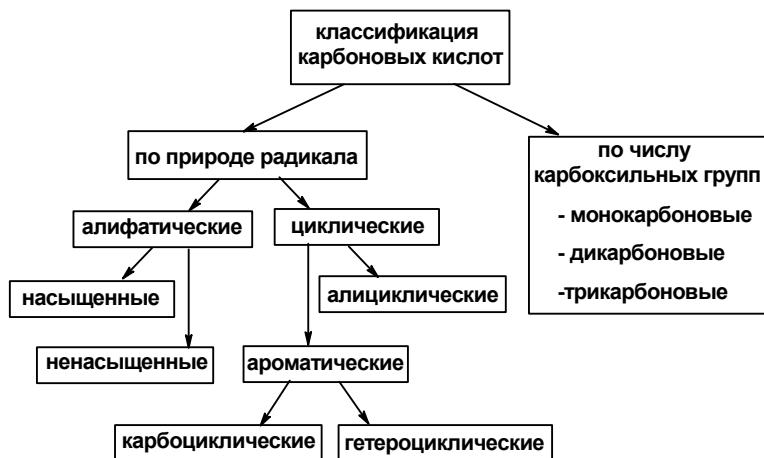 классификация
карбоновых кислот
по природе радикала
по числу
карбоксильных групп
- монокарбоновые
- дикарбоновые
-трикарбоновые
алифатические
циклические
насыщенные
алициклические
ненасыщенные
ароматические
карбоциклические
гетероциклические